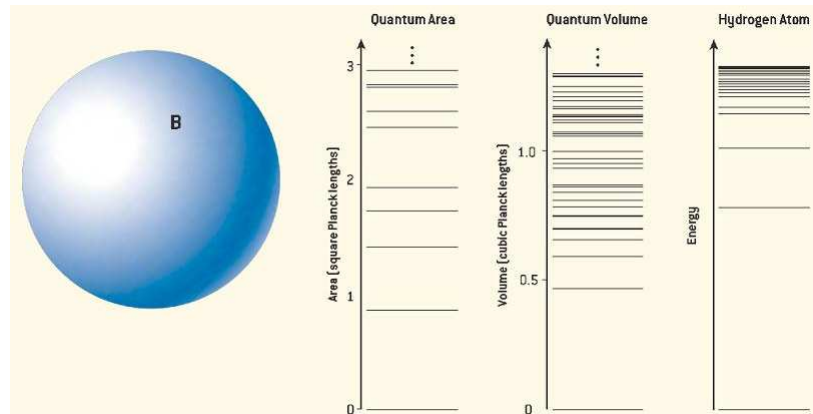 B
Quantum Area
3
2
1
0
Area (square Planck lengths)
Quantum Volume
1.0
0.5
0
Volume (cubic Planck lengths)
Hydrogen Atom
Energy